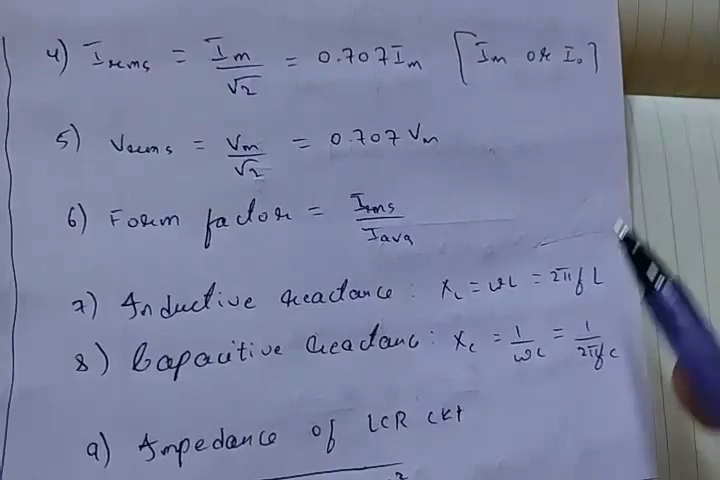 4) Irms = Im/√2 = 0.707Im [Im or I₀]
5) Vrms = Vm/√2 = 0.707 Vm
6) Form factor = Irms/Iavg
7) Inductive reactance : XL = ωL = 2πfL
8) Capacitive reactance : Xc = 1/ωc = 1/2πfc
9) Impedance of LCR ckt